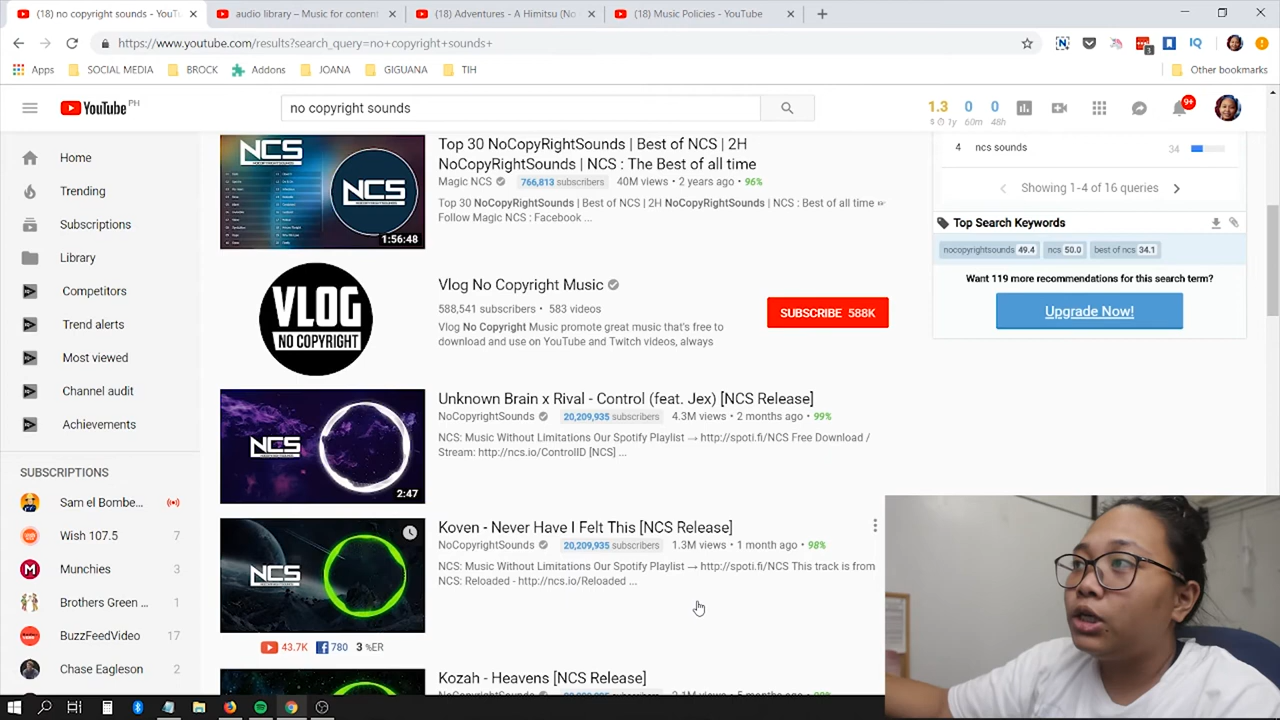 (18) no copyright sounds - YouTu
audio library – Music for content
(18) Adventures - A Himitsu (No
(18) Music Policies - YouTube
https://www.youtube.com/results?search_query=no+copyright+sounds+
Apps
SOCIAL MEDIA
BROCK
Addons
JOANA
GIGUANA
TIH
Other bookmarks
YouTube PH
no copyright sounds
1.3 0 0
1y 60m 48h
9+
Home
Trending
Subscriptions
Library
Competitors
Trend alerts
Most viewed
Channel audit
Achievements
SUBSCRIPTIONS
Sam el Bombe...
Wish 107.5 7
Munchies 3
Brothers Green ... 1
BuzzFeedVideo 17
Chase Eagleson 2
NCS
NCS
1:56:48
Top 30 NoCopyRightSounds | Best of NCS | 2H
NoCopyRightSounds | NCS : The Best of all time
Magic NCS 766,813 subscribers 40M views • 2 years ago • 96%
Top 30 NoCopyRightSounds | Best of NCS | 2H NoCopyRightSounds | NCS : Best of all time
Follow Magic NCS : Facebook ...
VLOG
NO COPYRIGHT
Vlog No Copyright Music
588,541 subscribers • 583 videos
Vlog No Copyright Music promote great music that's free to
download and use on YouTube and Twitch videos, always
SUBSCRIBE 588K
NCS
2:47
Unknown Brain x Rival - Control (feat. Jex) [NCS Release]
NoCopyrightSounds 20,209,935 subscribers 4.3M views • 2 months ago • 99%
NCS: Music Without Limitations Our Spotify Playlist → http://spoti.fi/NCS Free Download /
Stream: http://ncs.io/ControlID [NCS] ...
NCS
Koven - Never Have I Felt This [NCS Release]
NoCopyrightSounds 20,209,935 subscribers 1.3M views • 1 month ago • 98%
NCS: Music Without Limitations Our Spotify Playlist → http://spoti.fi/NCS This track is from
NCS: Reloaded - http://ncs.io/Reloaded ...
43.7K 780 3 %ER
Kozah - Heavens [NCS Release]
4 ncs sounds 34
Showing 1-4 of 16 queries
Top Search Keywords
nocopyrightsounds 49.4 ncs 50.0 best of ncs 34.1
Want 119 more recommendations for this search term?
Upgrade Now!